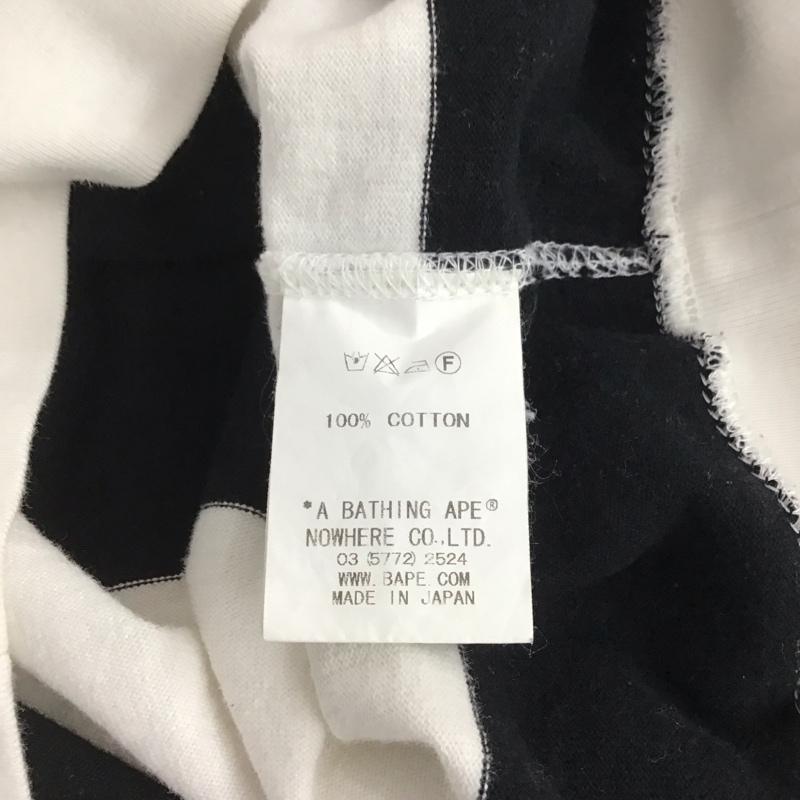 F
100% COTTON
*A BATHING APE®
NOWHERE CO.,LTD.
03 (5772) 2524
WWW. BAPE. COM
MADE IN JAPAN